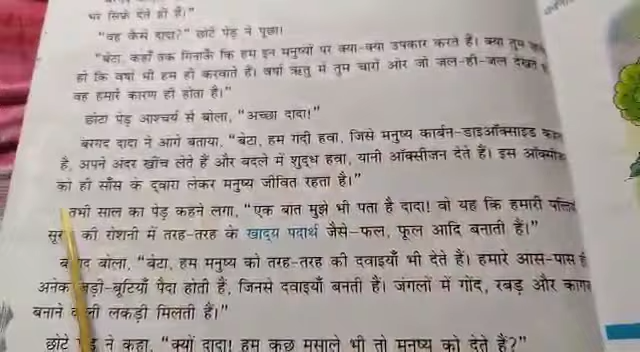 भर सिर्फ़ देते ही हैं।"
"वह कैसे दादा?" छोटे पेड़ ने पूछा।
"बेटा, कहाँ तक गिनाऊँ कि हम इन मनुष्यों पर क्या-क्या उपकार करते हैं। क्या तुम
हो कि वर्षा भी हम ही करवाते हैं। वर्षा ऋतु में तुम चारों ओर जो जल-ही-जल देखते
वह हमारे कारण ही होता है।"
छोटा पेड़ आश्चर्य से बोला, "अच्छा दादा!"
बरगद दादा ने आगे बताया, "बेटा, हम गंदी हवा, जिसे मनुष्य कार्बन-डाइऑक्साइड
है, अपने अंदर खींच लेते हैं और बदले में शुद्ध हवा, यानी ऑक्सीजन देते हैं। इस
को ही साँस के द्वारा लेकर मनुष्य जीवित रहता है।"
तभी साल का पेड़ कहने लगा, "एक बात मुझे भी पता है दादा! वो यह कि हमारी
की रोशनी में तरह-तरह के खाद्य पदार्थ जैसे-फल, फूल आदि बनाती हैं।"
बोला, "बेटा, हम मनुष्य को तरह-तरह की दवाइयाँ भी देते हैं। हमारे आस-पास
अनेक जड़ी-बूटियाँ पैदा होती हैं, जिनसे दवाइयाँ बनती हैं। जंगलों में गोंद, रबड़ और
बनाने लकड़ी मिलती हैं।"
छोटे ने कहा, "क्यों दादा! हम कुछ मसाले भी तो मनुष्य को देते हैं?"